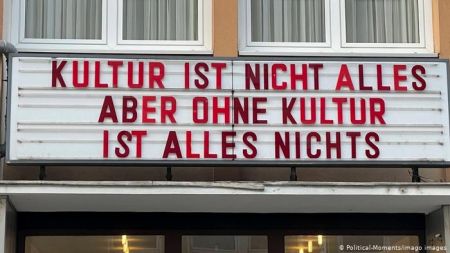 KULTUR IST NICHT ALLES
ABER OHNE KULTUR
IST ALLES NICHTS
© Political-Moments/imago images